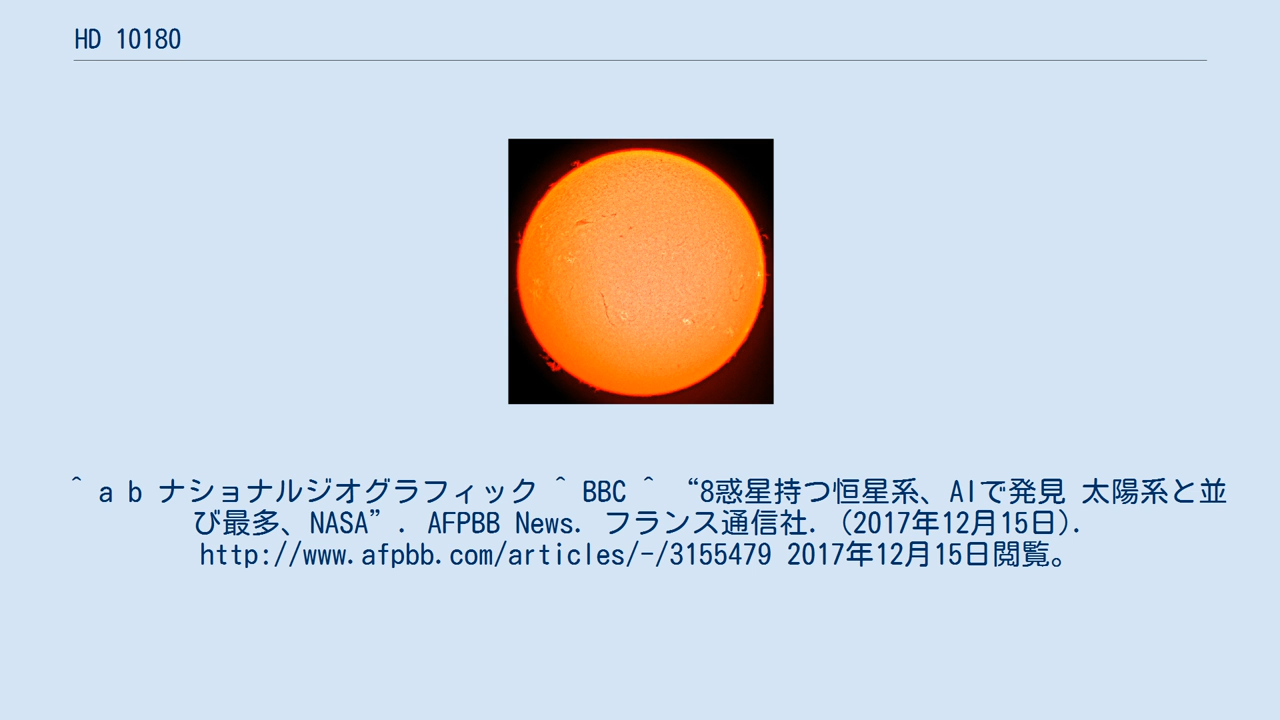 HD 10180
^ a b ナショナルジオグラフィック ^ BBC ^ “8惑星持つ恒星系、AIで発見 太陽系と並
び最多、NASA”. AFPBB News. フランス通信社. (2017年12月15日).
http://www.afpbb.com/articles/-/3155479 2017年12月15日閲覧。